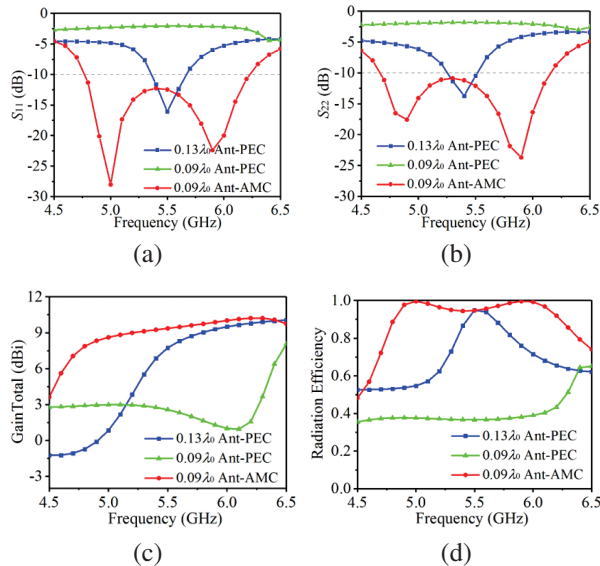 0
-5
-10
-15
-20
-25
-30
S11 (dB)
0.13λ0 Ant-PEC
0.09λ0 Ant-PEC
0.09λ0 Ant-AMC
4.5 5.0 5.5 6.0 6.5
Frequency (GHz)
(a)
0
-5
-10
-15
-20
-25
-30
S22 (dB)
0.13λ0 Ant-PEC
0.09λ0 Ant-PEC
0.09λ0 Ant-AMC
4.5 5.0 5.5 6.0 6.5
Frequency (GHz)
(b)
12
9
6
3
0
-3
GainTotal (dBi)
0.13λ0 Ant-PEC
0.09λ0 Ant-PEC
0.09λ0 Ant-AMC
4.5 5.0 5.5 6.0 6.5
Frequency (GHz)
(c)
1.0
0.8
0.6
0.4
0.2
0.0
Radiation Efficiency
0.13λ0 Ant-PEC
0.09λ0 Ant-PEC
0.09λ0 Ant-AMC
4.5 5.0 5.5 6.0 6.5
Frequency (GHz)
(d)